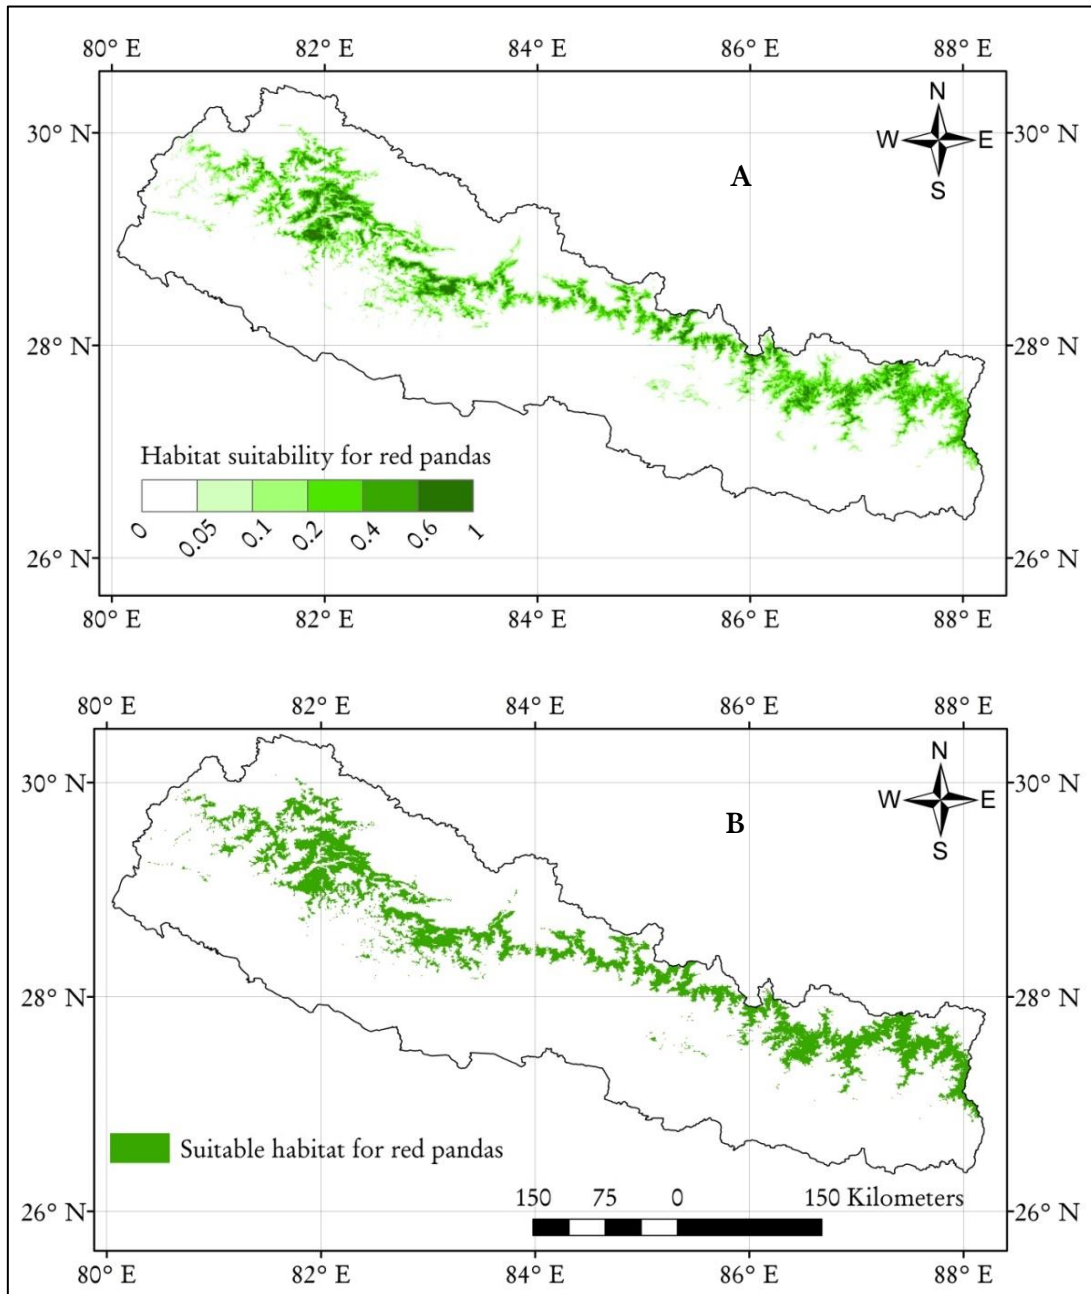 80° E 82° E 84° E 86° E 88° E
N
30° N W E 30° N
S
A
28° N 28° N
Habitat suitability for red pandas
0 0.05 0.1 0.2 0.4 0.6 1
26° N 26° N
80° E 82° E 84° E 86° E 88° E
80° E 82° E 84° E 86° E 88° E
N
30° N W E 30° N
S
B
28° N 28° N
Suitable habitat for red pandas
150 75 0 150 Kilometers
26° N 26° N
80° E 82° E 84° E 86° E 88° E